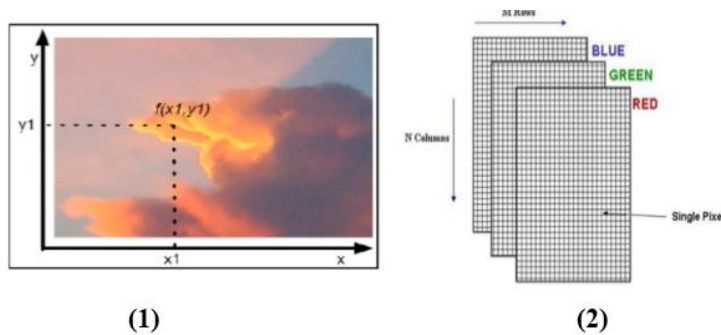 y
f(x1,y1)
y1
x1
x
(1)
M Rows
BLUE
GREEN
RED
N Columns
Single Pixe
(2)